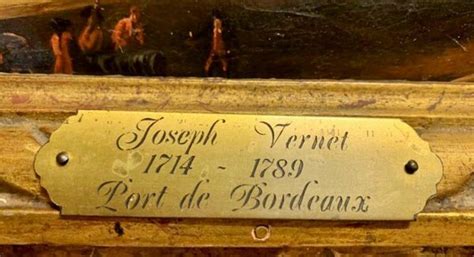 Joseph Vernet
1714 - 1789
Port de Bordeaux